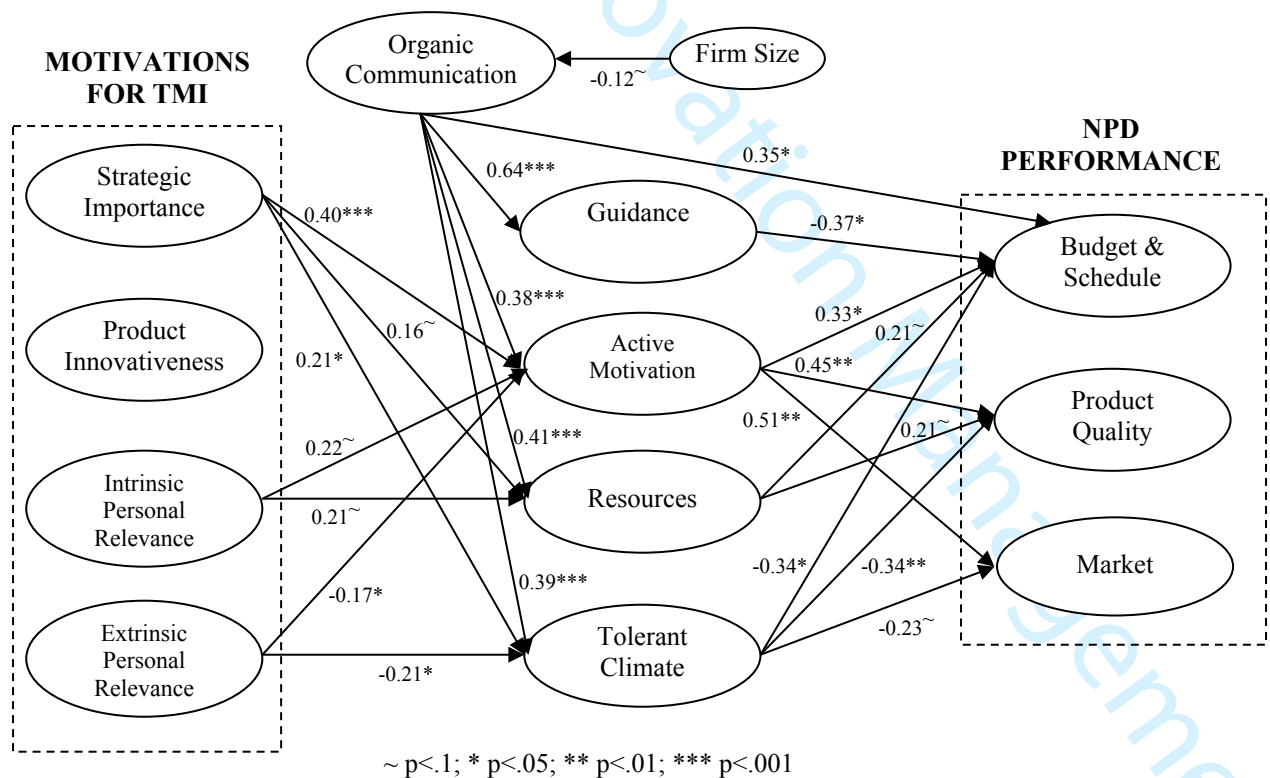 Organic
Communication
Firm Size
-0.12~
MOTIVATIONS
FOR TMI
NPD
PERFORMANCE
Strategic
Importance
Product
Innovativeness
Intrinsic
Personal
Relevance
Extrinsic
Personal
Relevance
0.40***
0.16~
0.21*
0.22~
0.21~
-0.17*
-0.21*
0.64***
0.38***
0.41***
0.39***
0.35*
Guidance
Active
Motivation
Resources
Tolerant
Climate
-0.37*
0.33*
0.21~
0.45**
0.51**
0.21~
-0.34*
-0.34**
-0.23~
Budget &
Schedule
Product
Quality
Market
~ p<.1; * p<.05; ** p<.01; *** p<.001
ovation Manageme